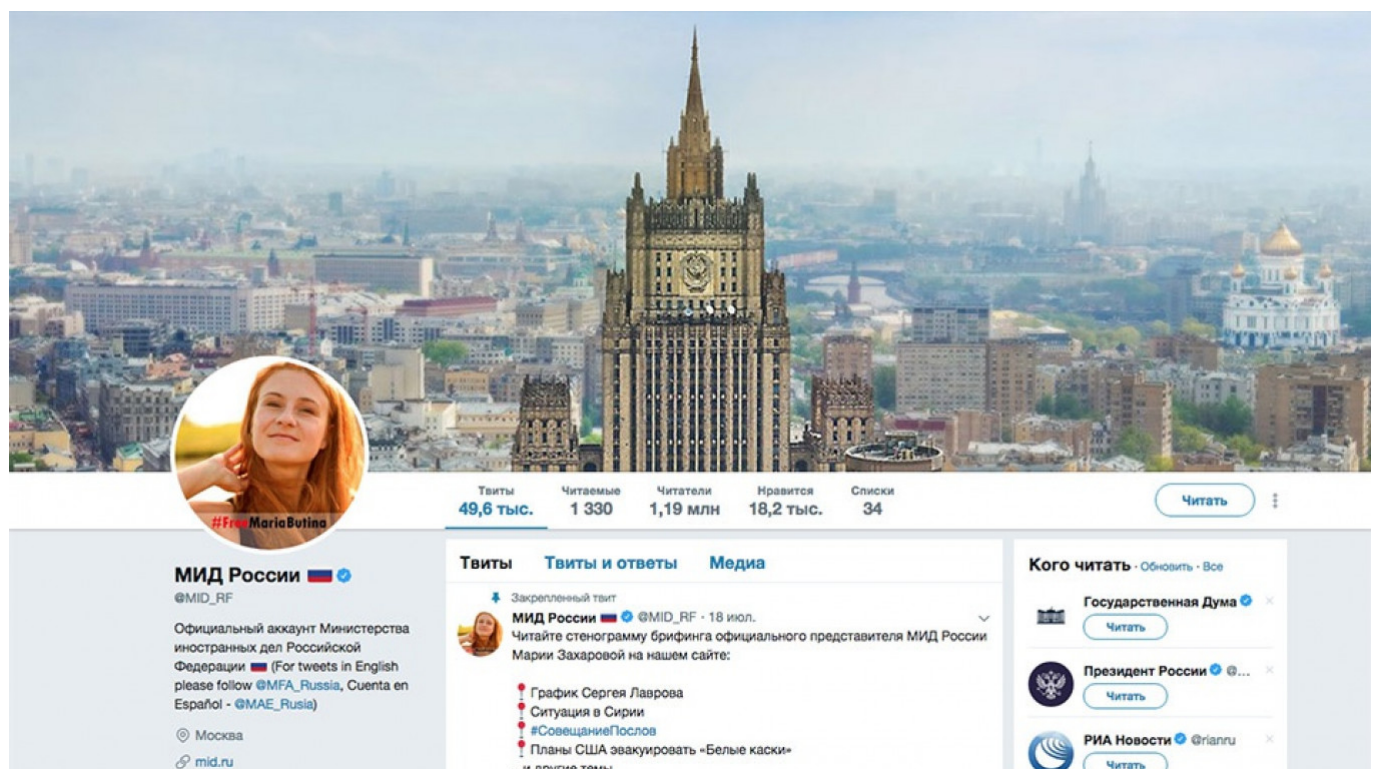 #FreeMariaButina
Твиты
49,6 тыс.
Читаемые
1 330
Читатели
1,19 млн
Нравится
18,2 тыс.
Списки
34
Читать
МИД России
@MID_RF
Официальный аккаунт Министерства
иностранных дел Российской
Федерации (For tweets in English
please follow @MFA_Russia, Cuenta en
Español - @MAE_Rusia)
Москва
mid.ru
Твиты Твиты и ответы Медиа
Закрепленный твит
МИД России @MID_RF · 18 июл.
Читайте стенограмму брифинга официального представителя МИД России
Марии Захаровой на нашем сайте:
График Сергея Лаврова
Ситуация в Сирии
#СовещаниеПослов
Планы США эвакуировать «Белые каски»
и другие темы
Кого читать · Обновить · Все
Государственная Дума
Читать
Президент России @...
Читать
РИА Новости @rianru
Читать